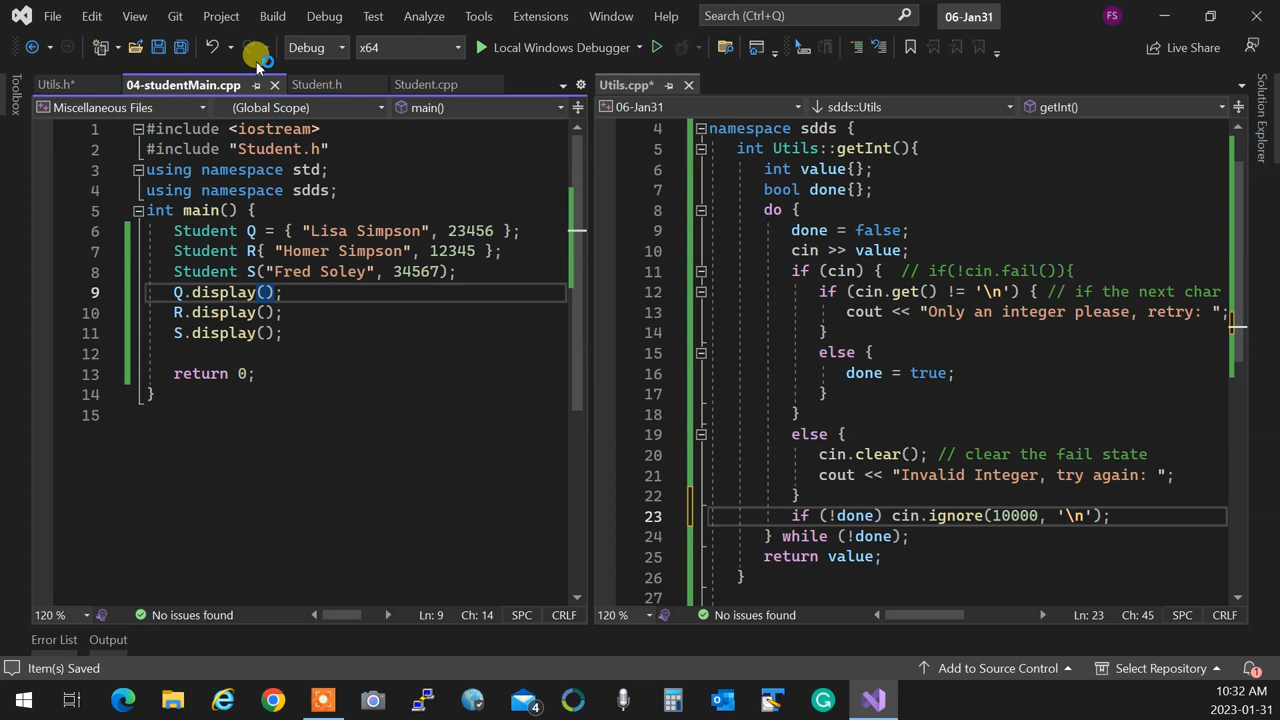 File Edit View Git Project Build Debug Test Analyze Tools Extensions Window Help Search (Ctrl+Q) 06-Jan31 FS
Debug x64 Local Windows Debugger Live Share
Toolbox
Utils.h* 04-studentMain.cpp Student.h Student.cpp
Miscellaneous Files (Global Scope) main()
1 #include <iostream>
2 #include "Student.h"
3 using namespace std;
4 using namespace sdds;
5 int main() {
6 Student Q = { "Lisa Simpson", 23456 };
7 Student R{ "Homer Simpson", 12345 };
8 Student S("Fred Soley", 34567);
9 Q.display();
10 R.display();
11 S.display();
12
13 return 0;
14 }
15
120 % No issues found Ln: 9 Ch: 14 SPC CRLF
Utils.cpp*
06-Jan31 sdds::Utils getInt()
4 namespace sdds {
5 int Utils::getInt(){
6 int value{};
7 bool done{};
8 do {
9 done = false;
10 cin >> value;
11 if (cin) { // if(!cin.fail()){
12 if (cin.get() != '\n') { // if the next char
13 cout << "Only an integer please, retry: ";
14 }
15 else {
16 done = true;
17 }
18 }
19 else {
20 cin.clear(); // clear the fail state
21 cout << "Invalid Integer, try again: ";
22 }
23 if (!done) cin.ignore(10000, '\n');
24 } while (!done);
25 return value;
26 }
27
120 % No issues found Ln: 23 Ch: 45 SPC CRLF
Solution Explorer
Error List Output
Item(s) Saved Add to Source Control Select Repository 1
4
10:32 AM
2023-01-31